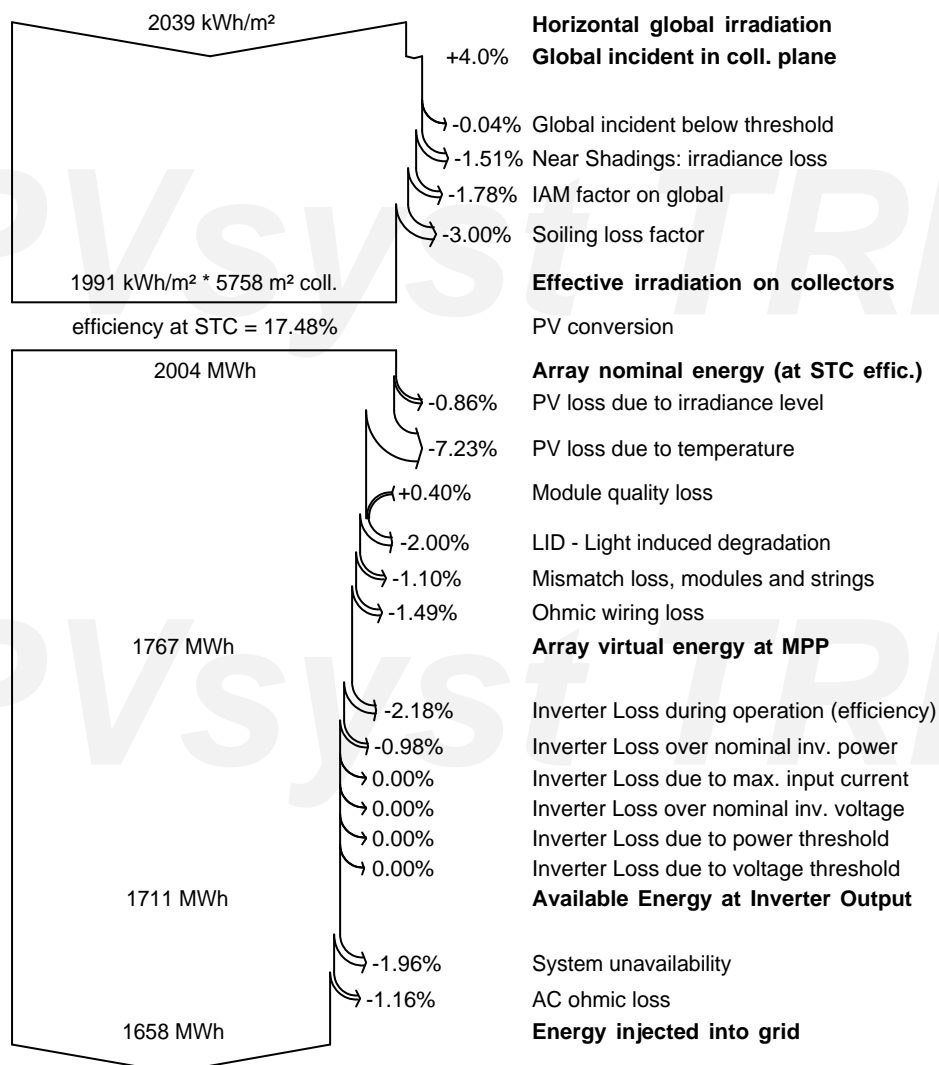 2039 kWh/m² Horizontal global irradiation
+4.0% Global incident in coll. plane
-0.04% Global incident below threshold
-1.51% Near Shadings: irradiance loss
-1.78% IAM factor on global
-3.00% Soiling loss factor
PVsyst TRI
1991 kWh/m² * 5758 m² coll. Effective irradiation on collectors
efficiency at STC = 17.48% PV conversion
2004 MWh Array nominal energy (at STC effic.)
-0.86% PV loss due to irradiance level
-7.23% PV loss due to temperature
+0.40% Module quality loss
-2.00% LID - Light induced degradation
-1.10% Mismatch loss, modules and strings
-1.49% Ohmic wiring loss
1767 MWh Array virtual energy at MPP
PVsyst TRI
-2.18% Inverter Loss during operation (efficiency)
-0.98% Inverter Loss over nominal inv. power
0.00% Inverter Loss due to max. input current
0.00% Inverter Loss over nominal inv. voltage
0.00% Inverter Loss due to power threshold
0.00% Inverter Loss due to voltage threshold
1711 MWh Available Energy at Inverter Output
-1.96% System unavailability
-1.16% AC ohmic loss
1658 MWh Energy injected into grid